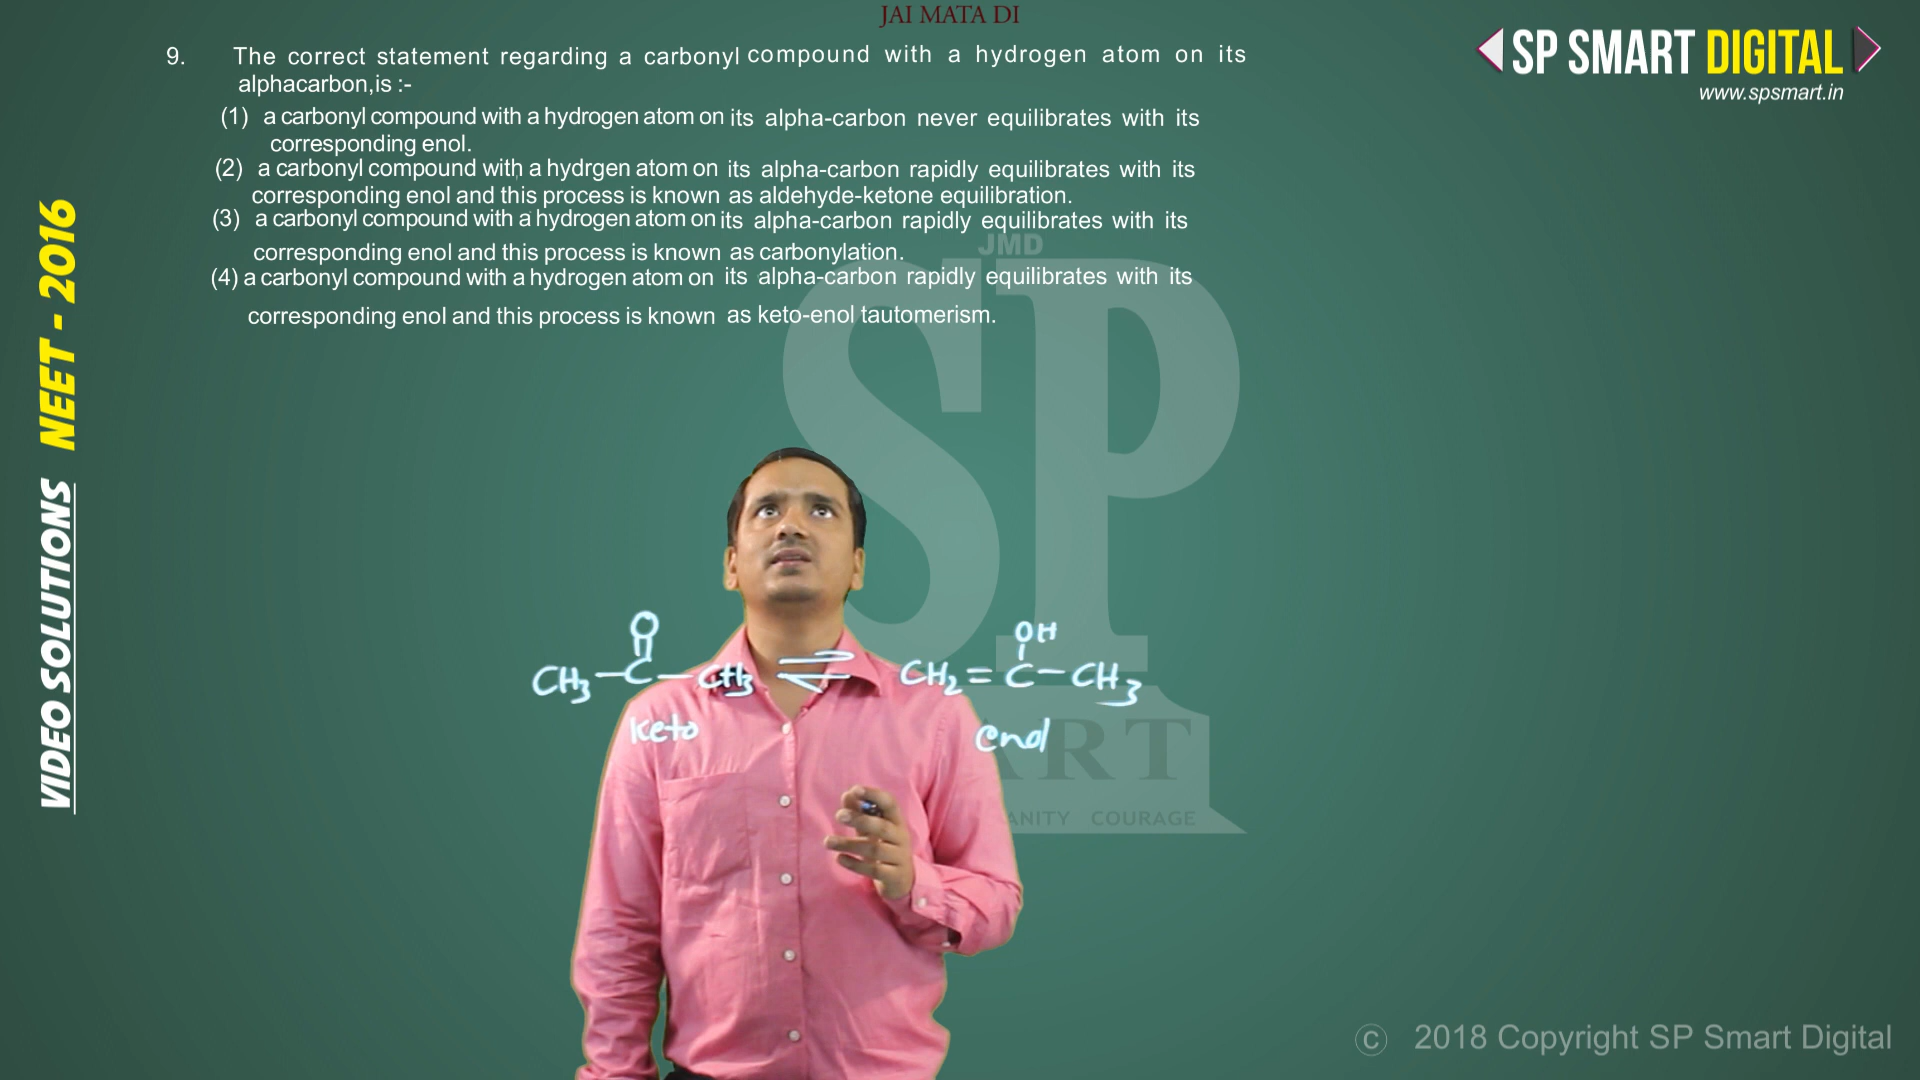 JAI MATA DI
SP SMART DIGITAL
www.spsmart.in
9. The correct statement regarding a carbonyl compound with a hydrogen atom on its
alphacarbon,is :-
(1) a carbonyl compound with a hydrogen atom on its alpha-carbon never equilibrates with its
corresponding enol.
(2) a carbonyl compound with a hydrgen atom on its alpha-carbon rapidly equilibrates with its
corresponding enol and this process is known as aldehyde-ketone equilibration.
(3) a carbonyl compound with a hydrogen atom on its alpha-carbon rapidly equilibrates with its
corresponding enol and this process is known as carbonylation.
(4) a carbonyl compound with a hydrogen atom on its alpha-carbon rapidly equilibrates with its
corresponding enol and this process is known as keto-enol tautomerism.
VIDEO SOLUTIONS NEET - 2016
JMD
SP
O OH
CH3-C-CH3 ⇌ CH2=C-CH3
keto enol
ART
ANITY COURAGE
© 2018 Copyright SP Smart Digital